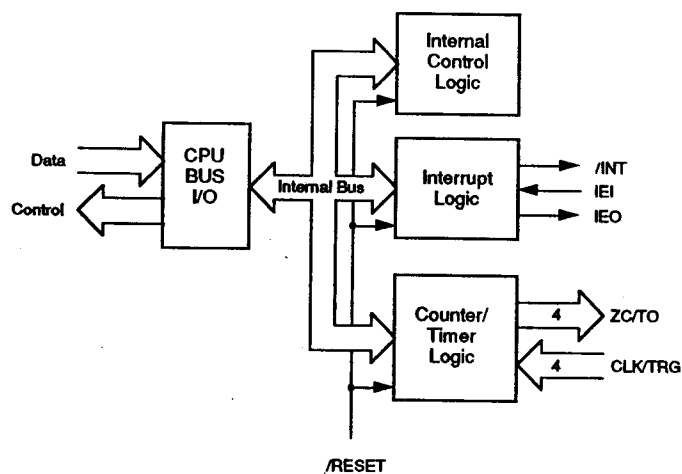 Internal
Control
Logic
Data
CPU
BUS
I/O
Control
Internal Bus
Interrupt
Logic
/INT
IEI
IEO
Counter/
Timer
Logic
4
ZC/TO
4
CLK/TRG
/RESET